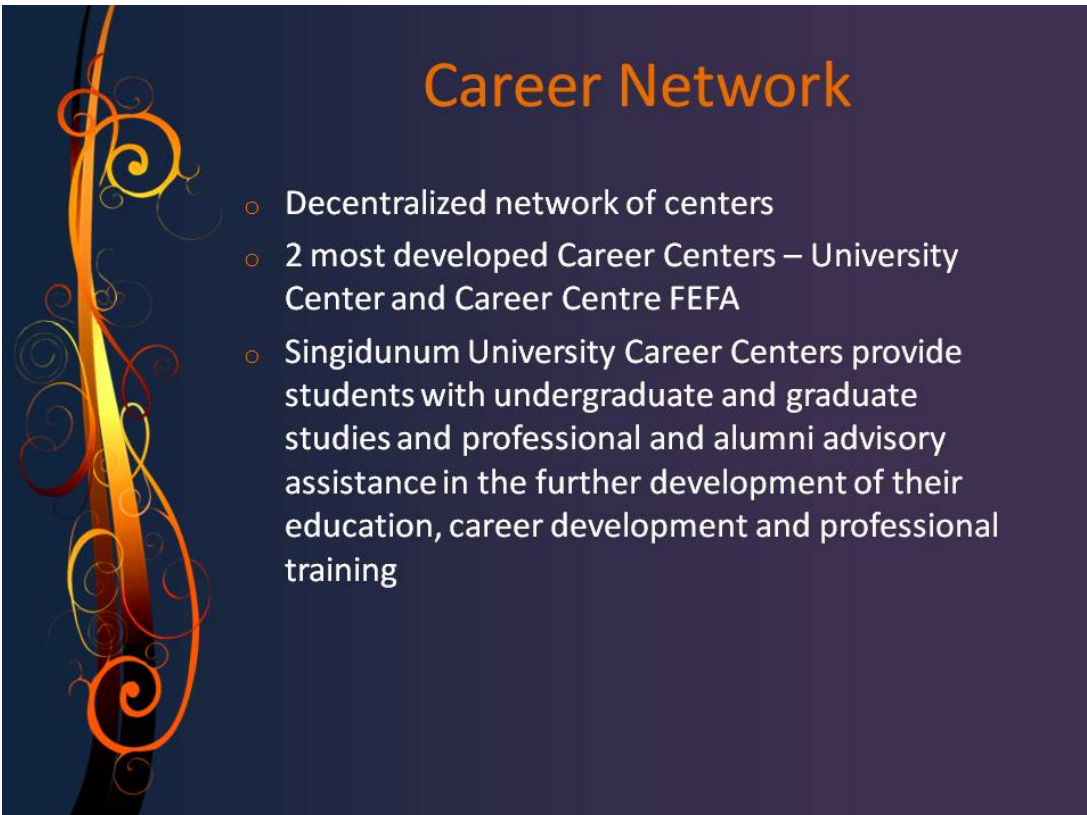 Career Network
Decentralized network of centers
2 most developed Career Centers – University
Center and Career Centre FEFA
Singidunum University Career Centers provide
students with undergraduate and graduate
studies and professional and alumni advisory
assistance in the further development of their
education, career development and professional
training